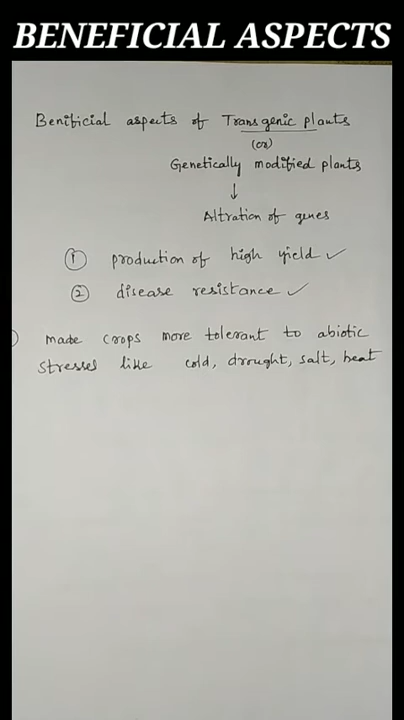 BENEFICIAL ASPECTS
Benificial aspects of Transgenic plants
(or)
Genetically modified plants
↓
Altration of genes
① production of high yield ✓
② disease resistance ✓
) made crops more tolerant to abiotic
stresses like cold, drought, salt, heat